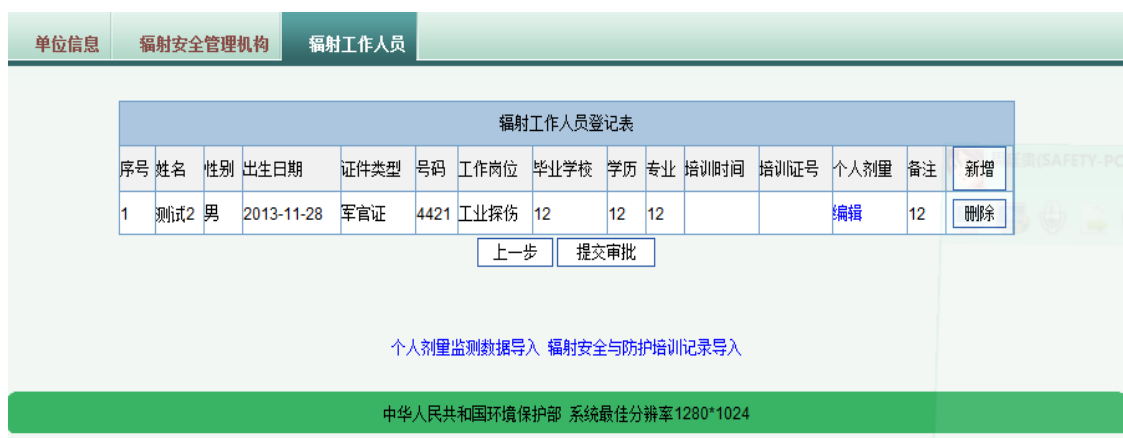 单位信息 辐射安全管理机构 辐射工作人员
辐射工作人员登记表
序号 姓名 性别 出生日期 证件类型 号码 工作岗位 毕业学校 学历 专业 培训时间 培训证号 个人剂量 备注 新增
1 测试2 男 2013-11-28 军官证 4421 工业探伤 12 12 12 编辑 12 删除
上一步 提交审批
个人剂量监测数据导入 辐射安全与防护培训记录导入
中华人民共和国环境保护部 系统最佳分辨率1280*1024
(SAFETY-PC